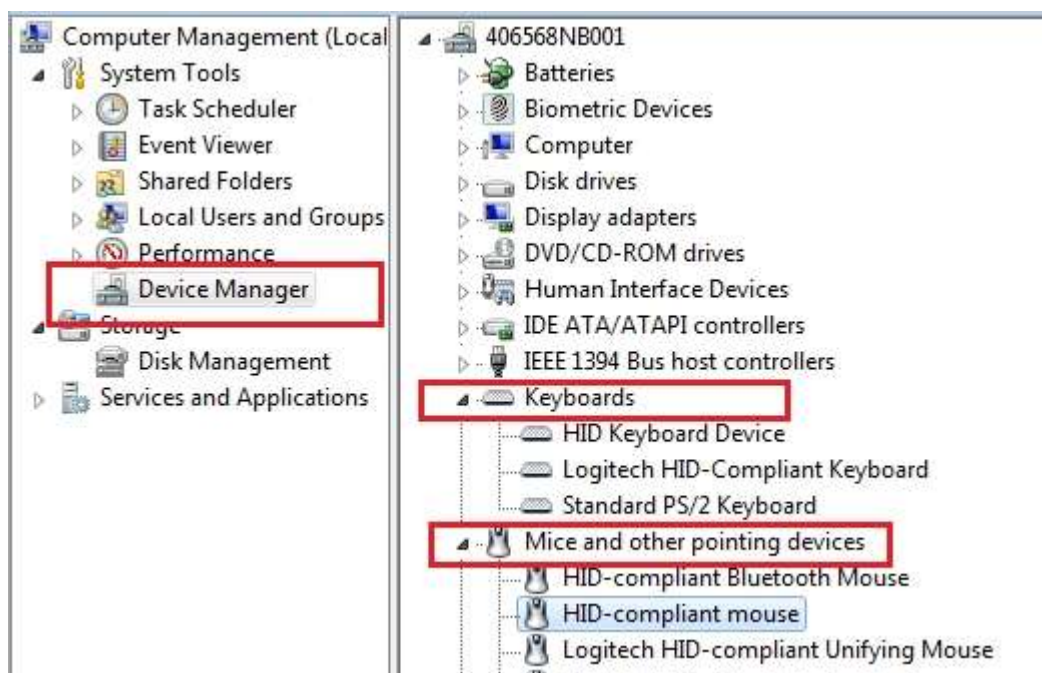 Computer Management (Local
System Tools
Task Scheduler
Event Viewer
Shared Folders
Local Users and Groups
Performance
Device Manager
Storage
Disk Management
Services and Applications
406568NB001
Batteries
Biometric Devices
Computer
Disk drives
Display adapters
DVD/CD-ROM drives
Human Interface Devices
IDE ATA/ATAPI controllers
IEEE 1394 Bus host controllers
Keyboards
HID Keyboard Device
Logitech HID-Compliant Keyboard
Standard PS/2 Keyboard
Mice and other pointing devices
HID-compliant Bluetooth Mouse
HID-compliant mouse
Logitech HID-compliant Unifying Mouse